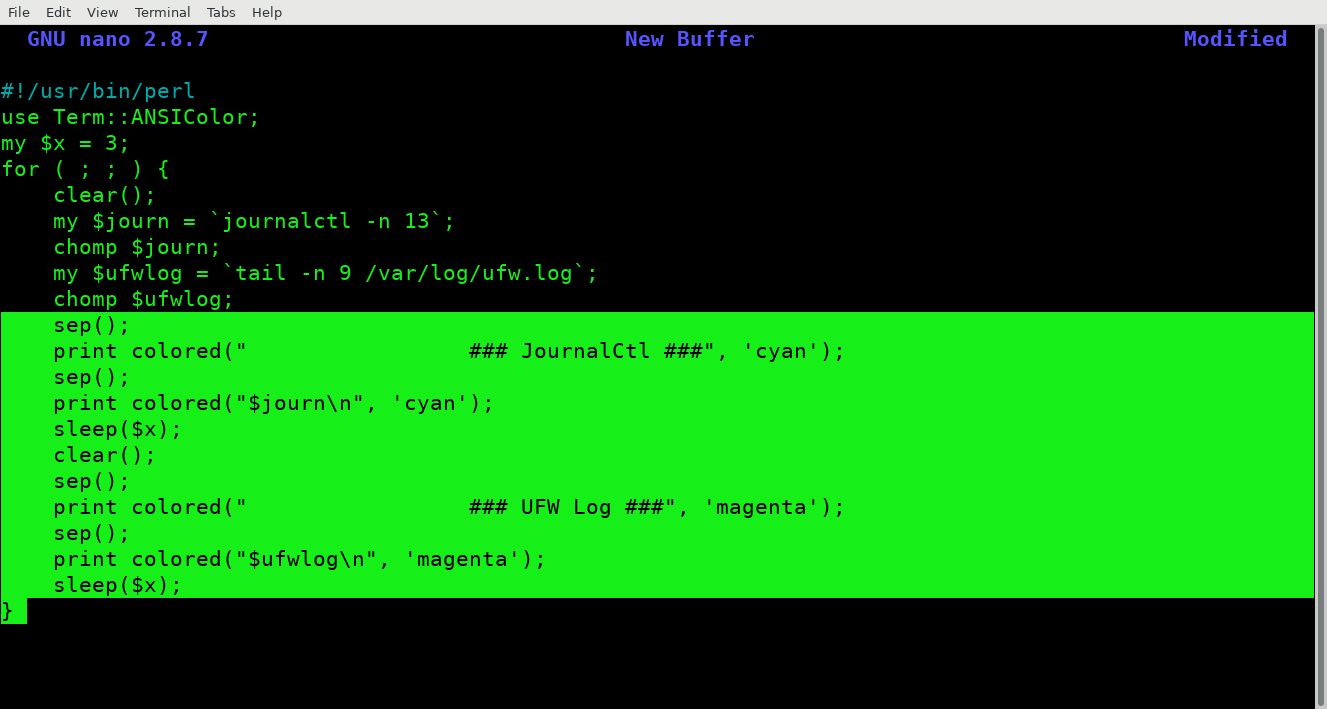 File Edit View Terminal Tabs Help
GNU nano 2.8.7 New Buffer Modified
#!/usr/bin/perl
use Term::ANSIColor;
my $x = 3;
for ( ; ; ) {
    clear();
    my $journ = `journalctl -n 13`;
    chomp $journ;
    my $ufwlog = `tail -n 9 /var/log/ufw.log`;
    chomp $ufwlog;
    sep();
    print colored("                 ### JournalCtl ###", 'cyan');
    sep();
    print colored("$journ\n", 'cyan');
    sleep($x);
    clear();
    sep();
    print colored("                 ### UFW Log ###", 'magenta');
    sep();
    print colored("$ufwlog\n", 'magenta');
    sleep($x);
}